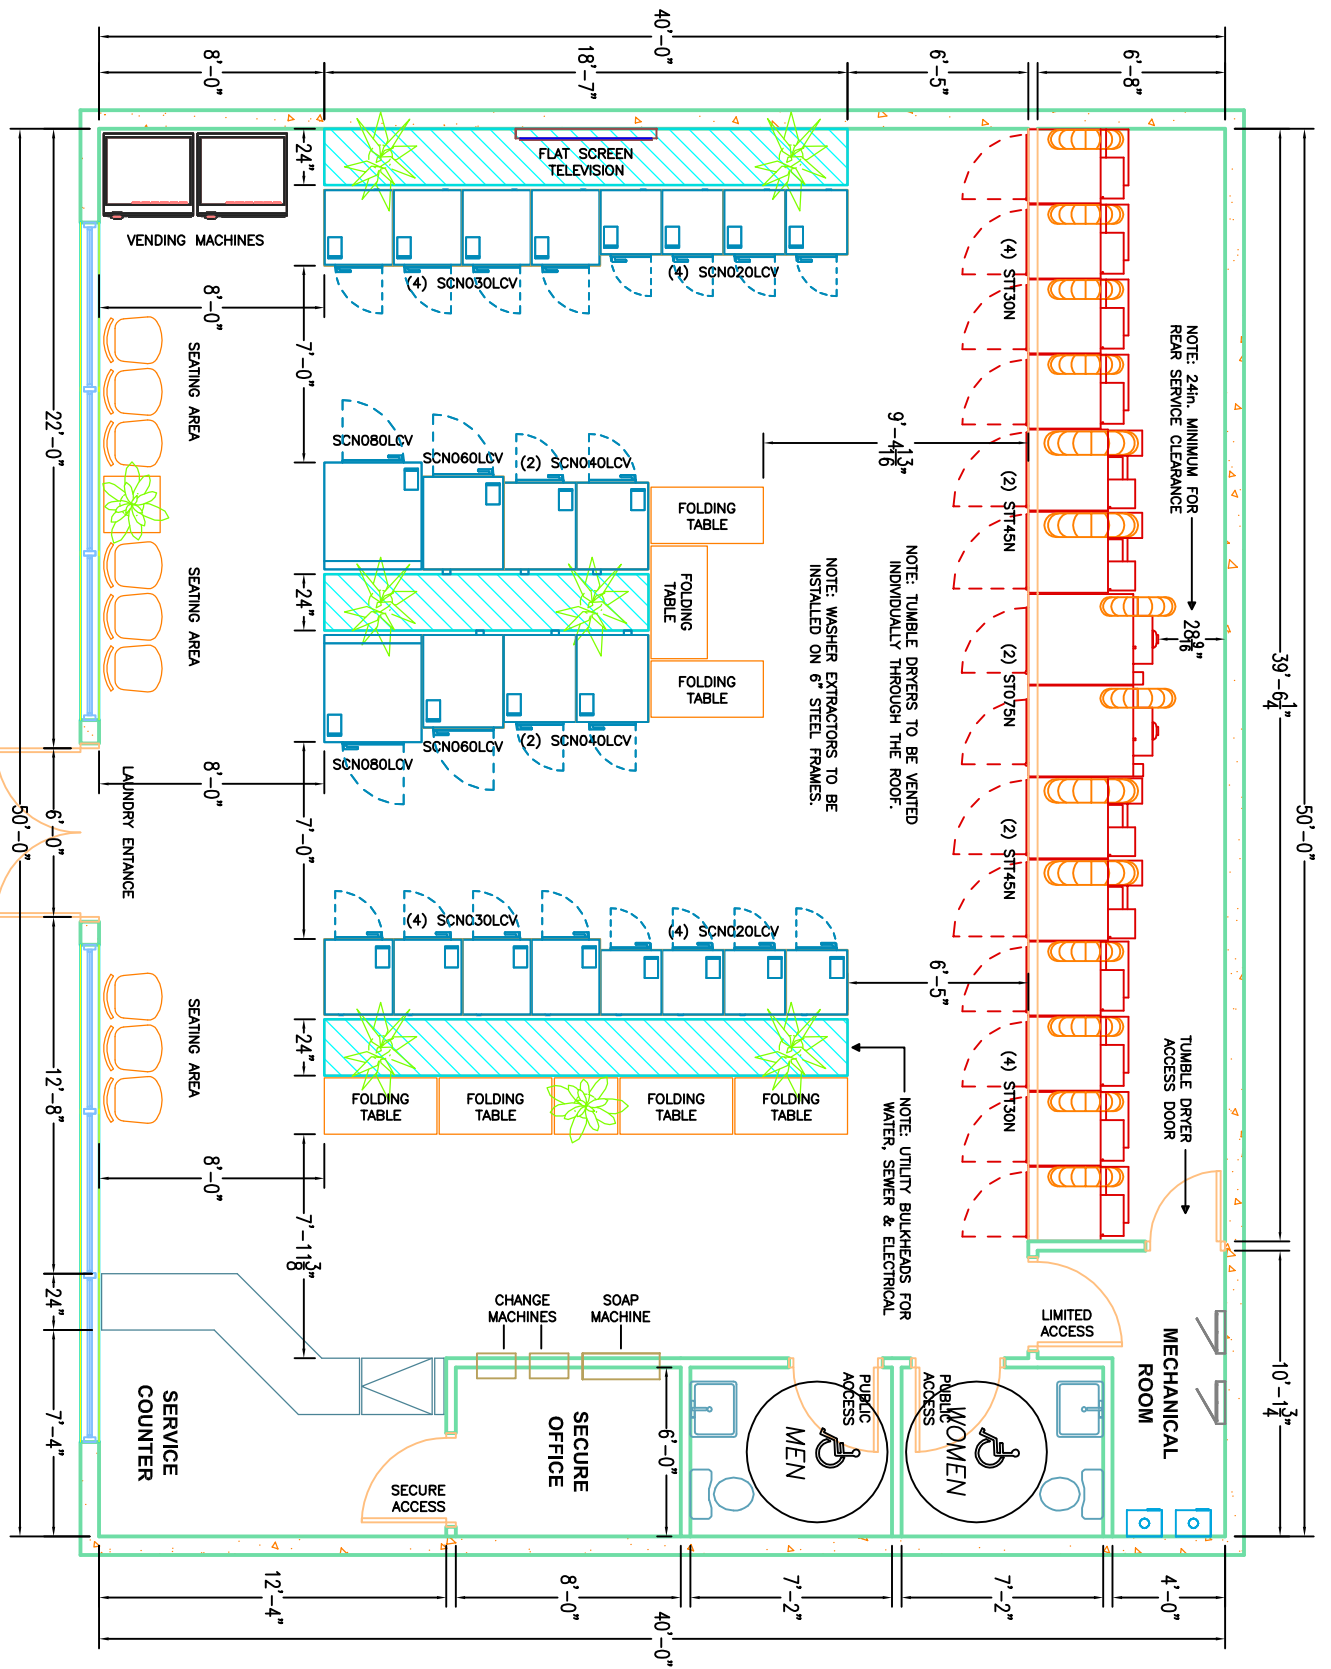 40'-0"
8'-0"
18'-7"
6'-5"
6'-8"
24"
FLAT SCREEN
TELEVISION
VENDING MACHINES
(4) SCN030LCV
(4) SCN020LCV
(4) STT30N
8'-0"
7'-0"
SEATING AREA
22'-0"
NOTE: 24in. MINIMUM FOR
REAR SERVICE CLEARANCE
9'-4 13/16"
SCN080LCV
SCN060LCV
(2) SCN040LCV
(2) STT45N
FOLDING
TABLE
FOLDING
TABLE
FOLDING
TABLE
24"
SEATING AREA
NOTE: WASHER EXTRACTORS TO BE
INSTALLED ON 6" STEEL FRAMES.
NOTE: TUMBLE DRYERS TO BE VENTED
INDIVIDUALLY THROUGH THE ROOF.
28 9/16"
39'-6 1/4"
(2) ST075N
SCN080LCV
SCN060LCV
(2) SCN040LCV
8'-0"
7'-0"
LAUNDRY ENTANCE
6'-0"
50'-0"
50'-0"
(2) STT45N
(4) SCN030LCV
(4) SCN020LCV
6'-5"
SEATING AREA
12'-8"
24"
FOLDING
TABLE
FOLDING
TABLE
FOLDING
TABLE
FOLDING
TABLE
(4) STT30N
TUMBLE DRYER
ACCESS DOOR
NOTE: UTILITY BULKHEADS FOR
WATER, SEWER & ELECTRICAL
8'-0"
7'-11 3/8"
CHANGE
MACHINES
SOAP
MACHINE
LIMITED
ACCESS
MECHANICAL
ROOM
10'-1 3/4"
24"
7'-4"
SERVICE
COUNTER
SECURE
OFFICE
SECURE
ACCESS
6'-0"
PUBLIC
ACCESS
PUBLIC
ACCESS
MEN
WOMEN
12'-4"
8'-0"
7'-2"
7'-2"
4'-0"
40'-0"